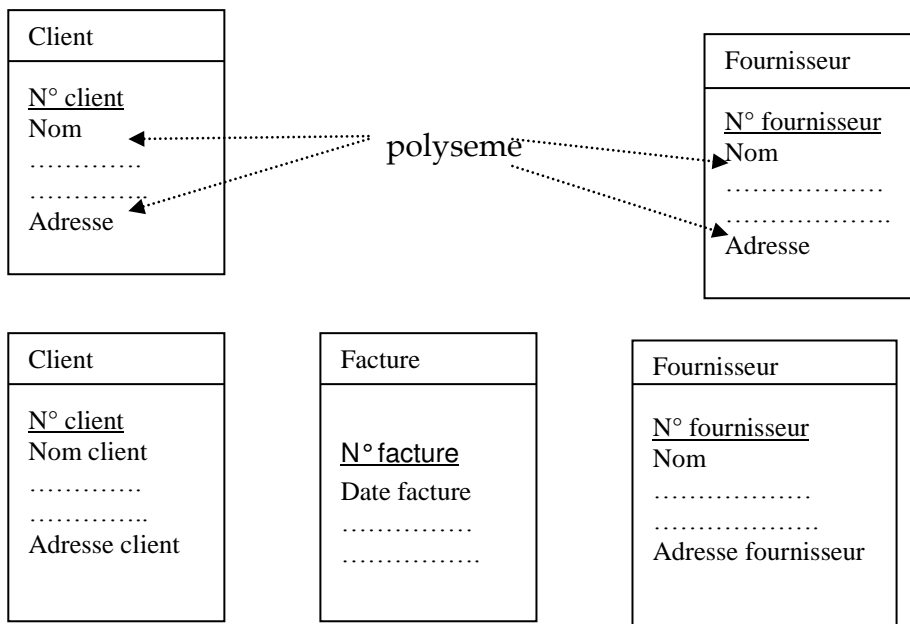 Client
N° client
Nom
………….
…………..
Adresse
polyseme
Fournisseur
N° fournisseur
Nom
………………
……………….
Adresse
Client
N° client
Nom client
………….
…………..
Adresse client
Facture
N° facture
Date facture
……………
…………….
Fournisseur
N° fournisseur
Nom
………………
……………….
Adresse fournisseur